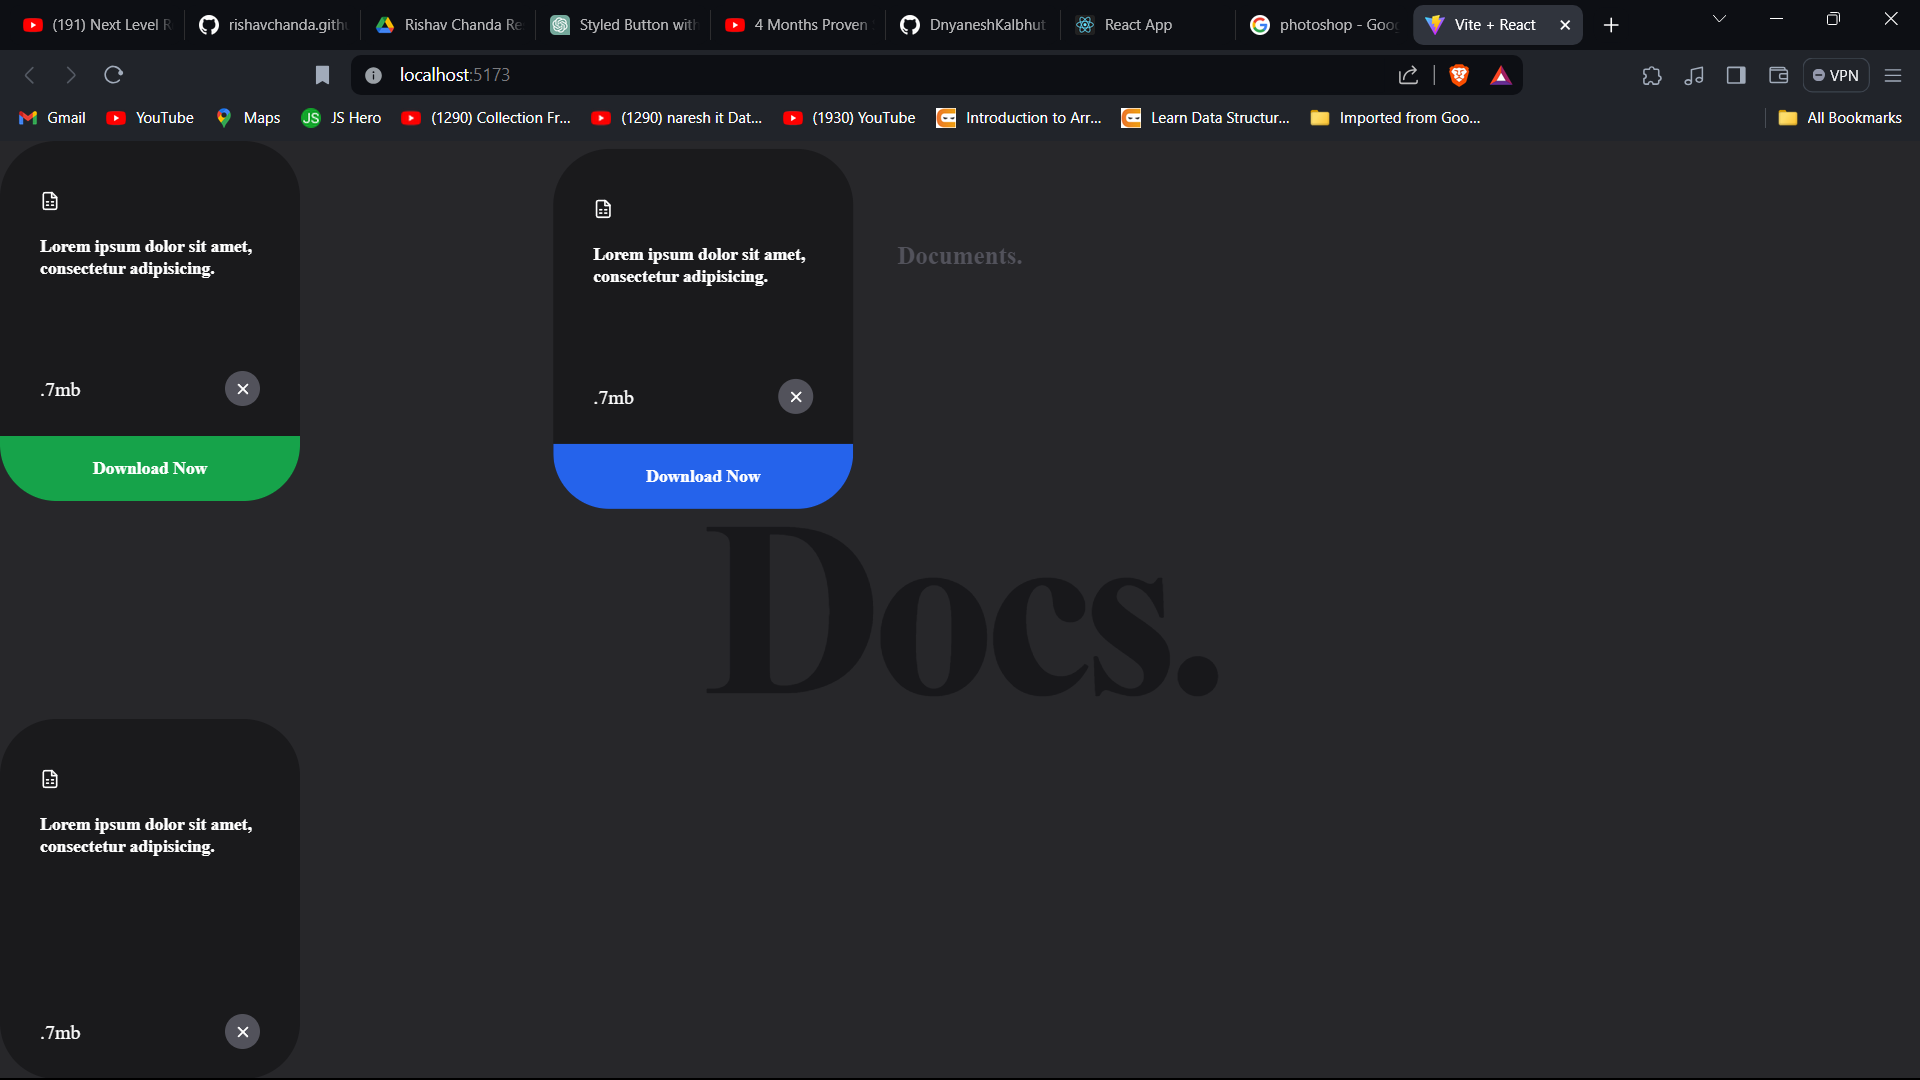 (191) Next Level R
rishavchanda.githu
Rishav Chanda Re
Styled Button with
4 Months Proven
DnyaneshKalbhut
React App
photoshop - Goo
Vite + React
localhost:5173
VPN
Gmail
YouTube
Maps
JS Hero
(1290) Collection Fr...
(1290) naresh it Dat...
(1930) YouTube
Introduction to Arr...
Learn Data Structur...
Imported from Goo...
All Bookmarks
Lorem ipsum dolor sit amet,
consectetur adipisicing.
.7mb
Download Now
Lorem ipsum dolor sit amet,
consectetur adipisicing.
.7mb
Download Now
Documents.
Docs.
Lorem ipsum dolor sit amet,
consectetur adipisicing.
.7mb